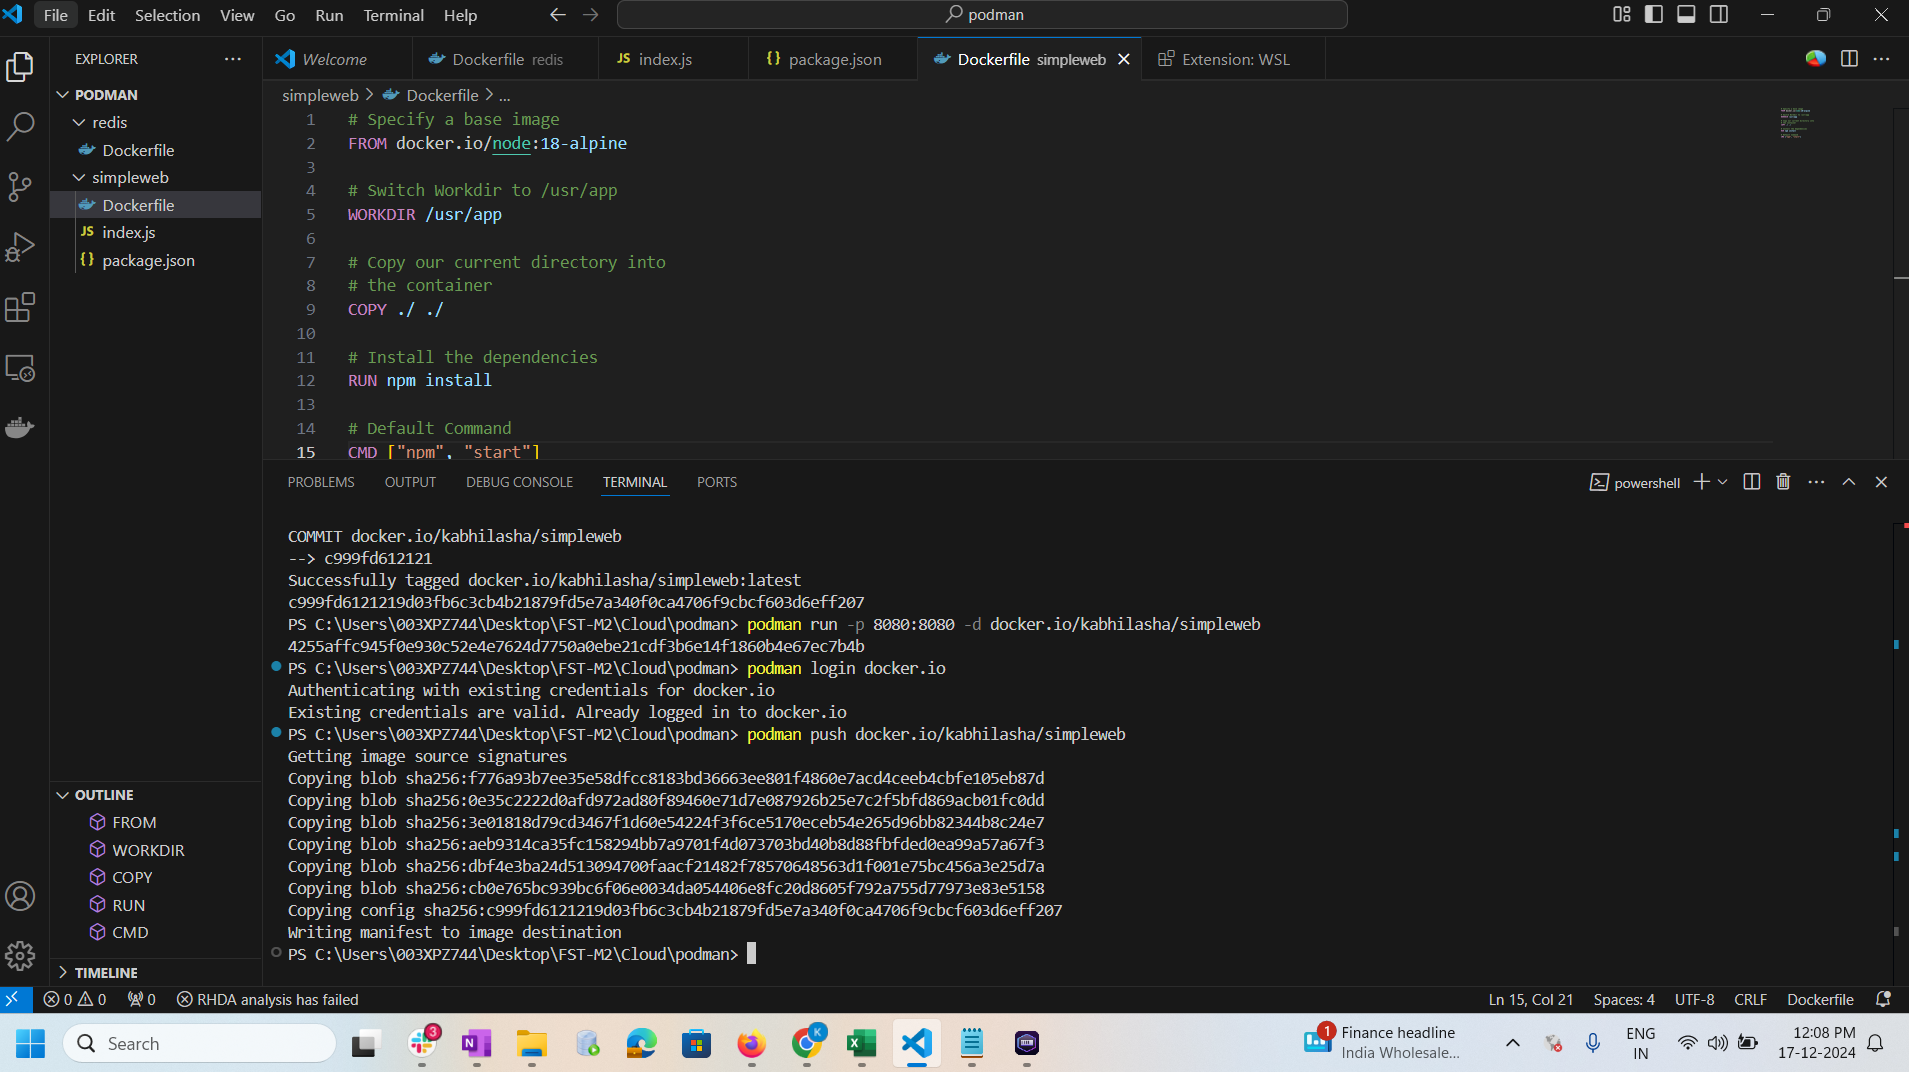 File Edit Selection View Go Run Terminal Help
podman
EXPLORER
Welcome
Dockerfile redis
JS index.js
{} package.json
Dockerfile simpleweb
Extension: WSL
PODMAN
redis
Dockerfile
simpleweb
Dockerfile
JS index.js
{} package.json
simpleweb > Dockerfile > ...
1 # Specify a base image
2 FROM docker.io/node:18-alpine
3
4 # Switch Workdir to /usr/app
5 WORKDIR /usr/app
6
7 # Copy our current directory into
8 # the container
9 COPY ./ ./
10
11 # Install the dependencies
12 RUN npm install
13
14 # Default Command
15 CMD ["npm", "start"]
PROBLEMS OUTPUT DEBUG CONSOLE TERMINAL PORTS
powershell
COMMIT docker.io/kabhilasha/simpleweb
--> c999fd612121
Successfully tagged docker.io/kabhilasha/simpleweb:latest
c999fd6121219d03fb6c3cb4b21879fd5e7a340f0ca4706f9cbcf603d6eff207
PS C:\Users\003XPZ744\Desktop\FST-M2\Cloud\podman> podman run -p 8080:8080 -d docker.io/kabhilasha/simpleweb
4255affc945f0e930c52e4e7624d7750a0ebe21cdf3b6e14f1860b4e67ec7b4b
PS C:\Users\003XPZ744\Desktop\FST-M2\Cloud\podman> podman login docker.io
Authenticating with existing credentials for docker.io
Existing credentials are valid. Already logged in to docker.io
PS C:\Users\003XPZ744\Desktop\FST-M2\Cloud\podman> podman push docker.io/kabhilasha/simpleweb
Getting image source signatures
Copying blob sha256:f776a93b7ee35e58dfcc8183bd36663ee801f4860e7acd4ceeb4cbfe105eb87d
Copying blob sha256:0e35c2222d0afd972ad80f89460e71d7e087926b25e7c2f5bfd869acb01fc0dd
Copying blob sha256:3e01818d79cd3467f1d60e54224f3f6ce5170eceb54e265d96bb82344b8c24e7
Copying blob sha256:aeb9314ca35fc158294bb7a9701f4d073703bd40b8d88fbfded0ea99a57a67f3
Copying blob sha256:dbf4e3ba24d513094700faacf21482f78570648563d1f001e75bc456a3e25d7a
Copying blob sha256:cb0e765bc939bc6f06e0034da054406e8fc20d8605f792a755d77973e83e5158
Copying config sha256:c999fd6121219d03fb6c3cb4b21879fd5e7a340f0ca4706f9cbcf603d6eff207
Writing manifest to image destination
PS C:\Users\003XPZ744\Desktop\FST-M2\Cloud\podman>
OUTLINE
FROM
WORKDIR
COPY
RUN
CMD
TIMELINE
0 0 0 RHDA analysis has failed
Ln 15, Col 21 Spaces: 4 UTF-8 CRLF Dockerfile
Search
3
N
K
X
1
Finance headline
India Wholesale...
ENG
IN
12:08 PM
17-12-2024